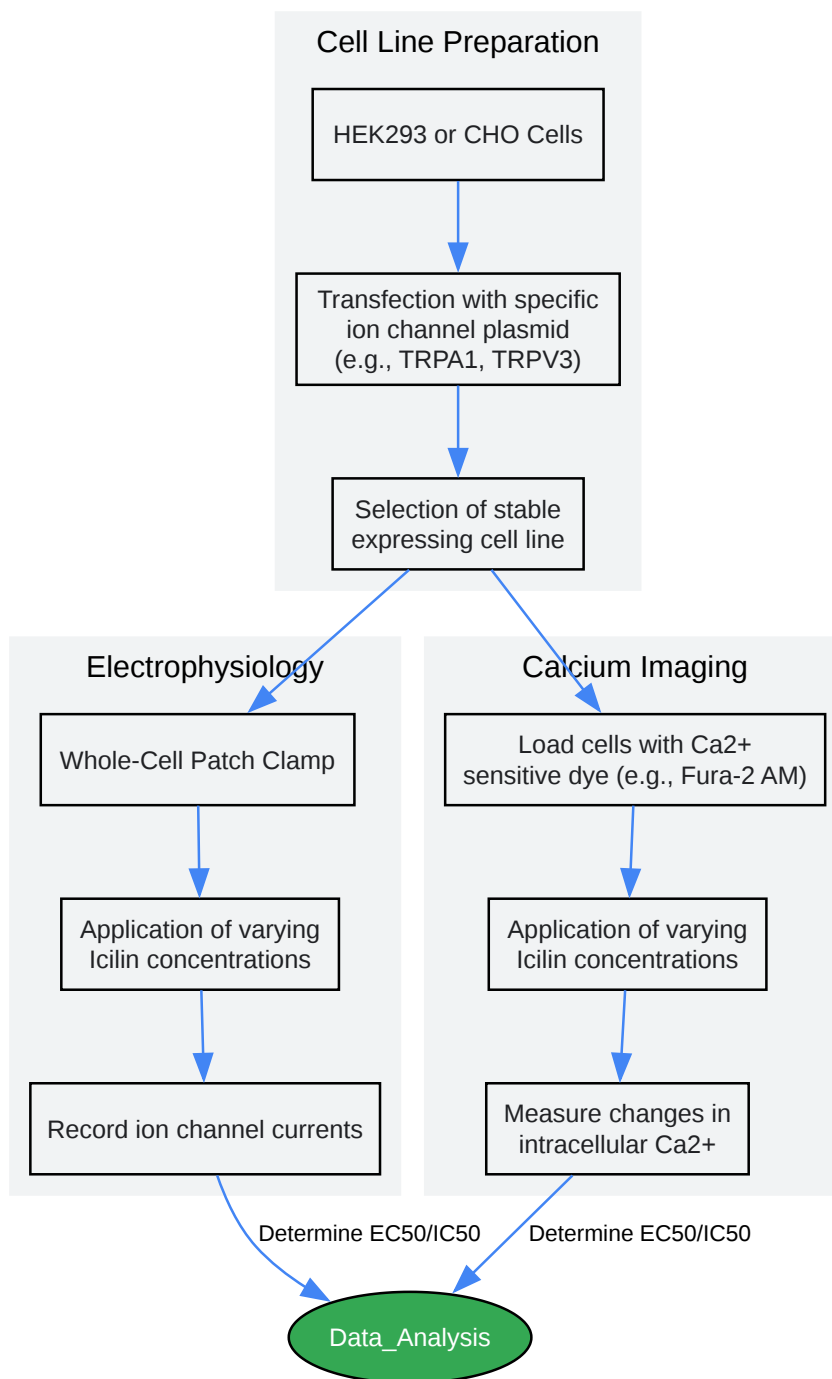 Cell Line Preparation
HEK293 or CHO Cells
Transfection with specific
ion channel plasmid
(e.g., TRPA1, TRPV3)
Selection of stable
expressing cell line
Electrophysiology
Whole-Cell Patch Clamp
Application of varying
Icilin concentrations
Record ion channel currents
Calcium Imaging
Load cells with Ca2+
sensitive dye (e.g., Fura-2 AM)
Application of varying
Icilin concentrations
Measure changes in
intracellular Ca2+
Determine EC50/IC50
Determine EC50/IC50
Data_Analysis